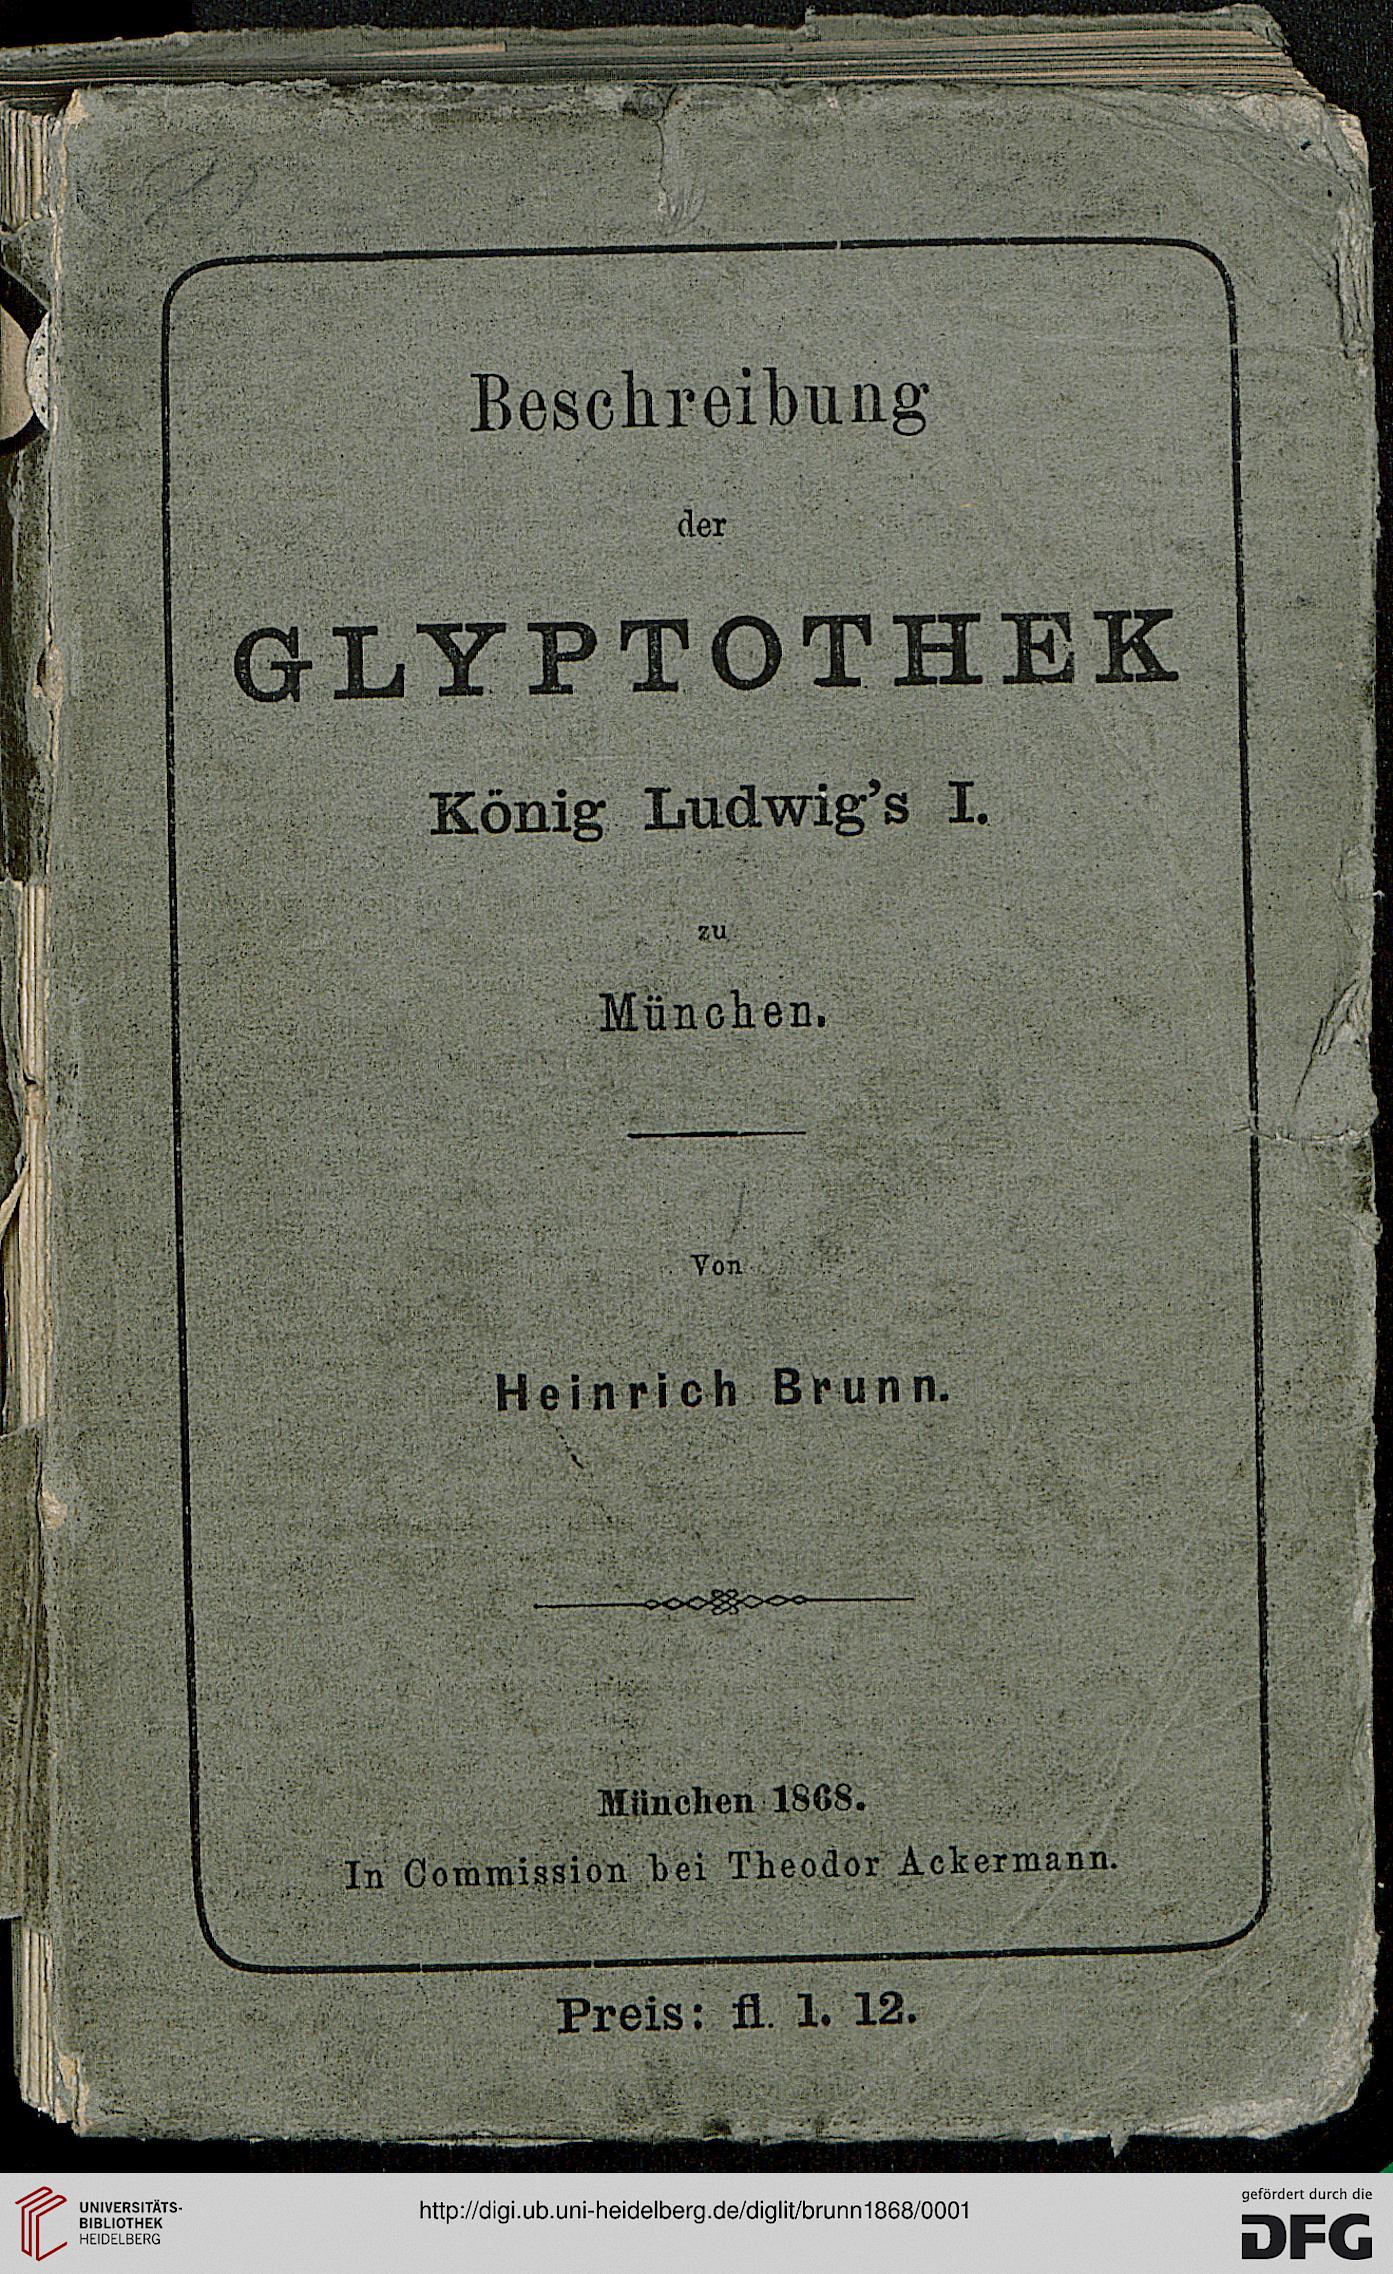 Beschreibung
der
GLYPTOTHEK
König Ludwig's I.
zu
München.
Von
Heinrich Brunn.
München 1868.
In Commission bei Theodor Ackermann.
Preis: fl. 1. 12.
UNIVERSITÄTS-
BIBLIOTHEK
HEIDELBERG
http://digi.ub.uni-heidelberg.de/diglit/brunn1868/0001
gefördert durch die
DFG